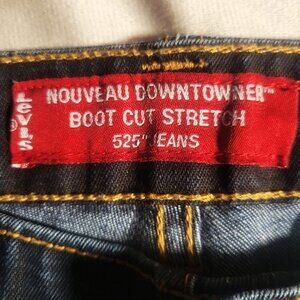 LEVI'S
®
NOUVEAU DOWNTOWNER™
BOOT CUT STRETCH
525™ JEANS